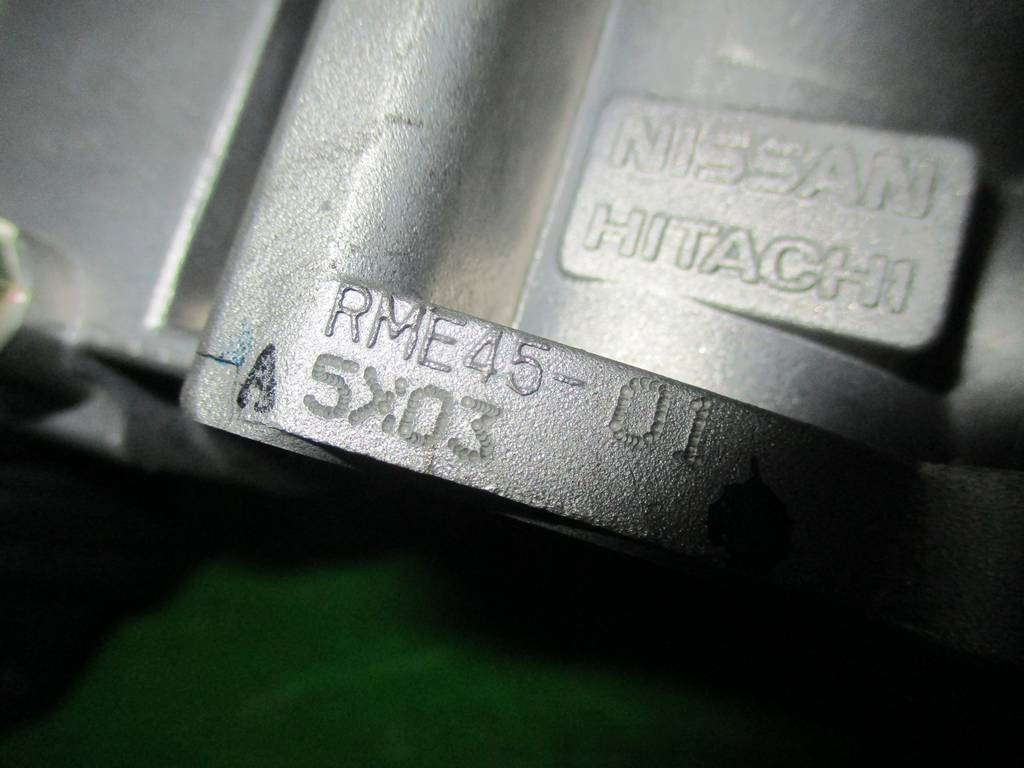 NISSAN
HITACHI
RME45-01
5X03
A